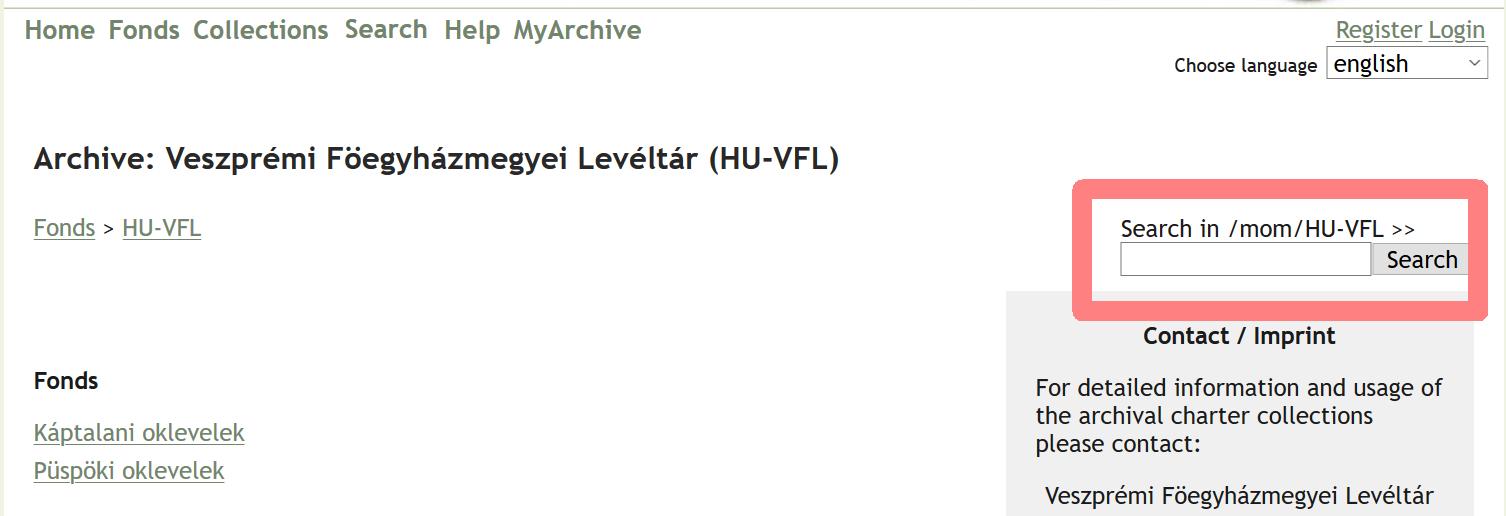 Home Fonds Collections Search Help MyArchive
Register Login
Choose language english
Archive: Veszprémi Föegyházmegyei Levéltár (HU-VFL)
Fonds > HU-VFL
Search in /mom/HU-VFL >>
Search
Contact / Imprint
For detailed information and usage of
the archival charter collections
please contact:
Veszprémi Föegyházmegyei Levéltár
Fonds
Káptalani oklevelek
Püspöki oklevelek